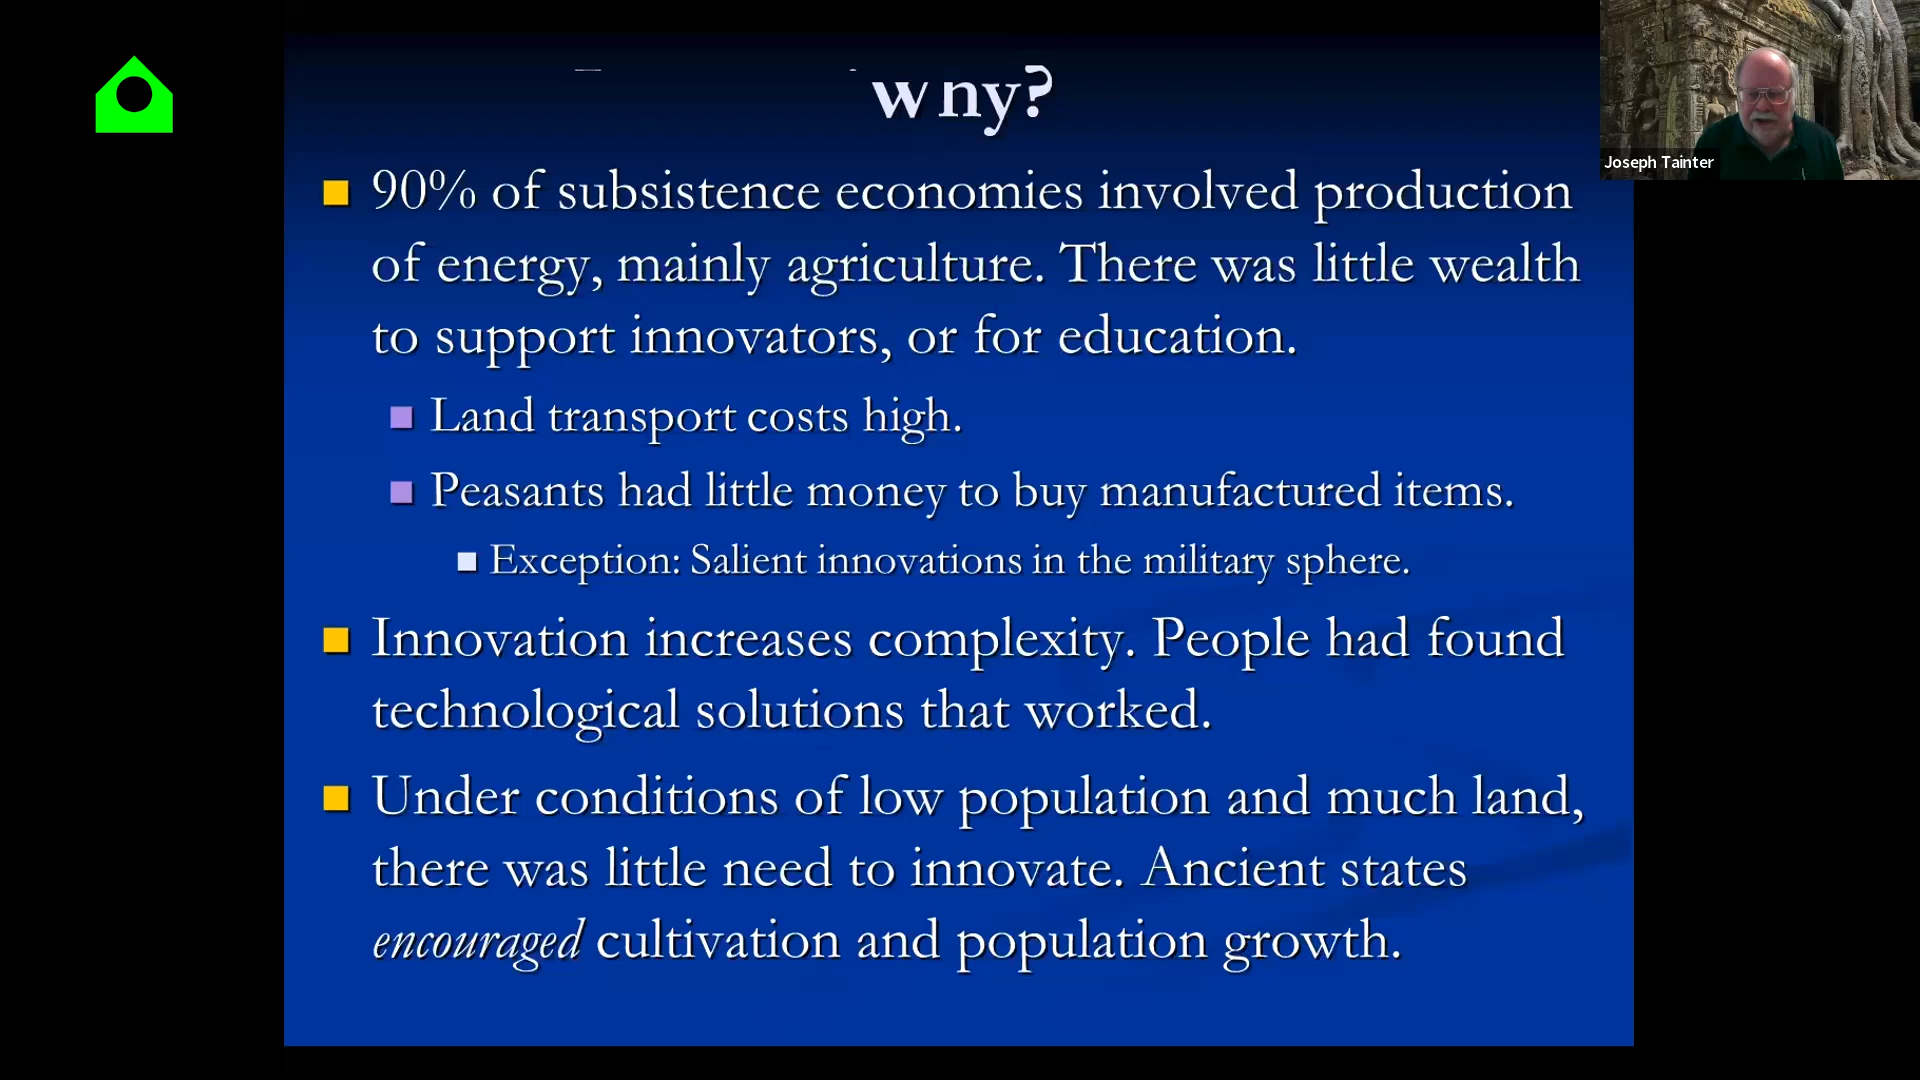 why?
90% of subsistence economies involved production
of energy, mainly agriculture. There was little wealth
to support innovators, or for education.
Land transport costs high.
Peasants had little money to buy manufactured items.
Exception: Salient innovations in the military sphere.
Innovation increases complexity. People had found
technological solutions that worked.
Under conditions of low population and much land,
there was little need to innovate. Ancient states
encouraged cultivation and population growth.
Joseph Tainter